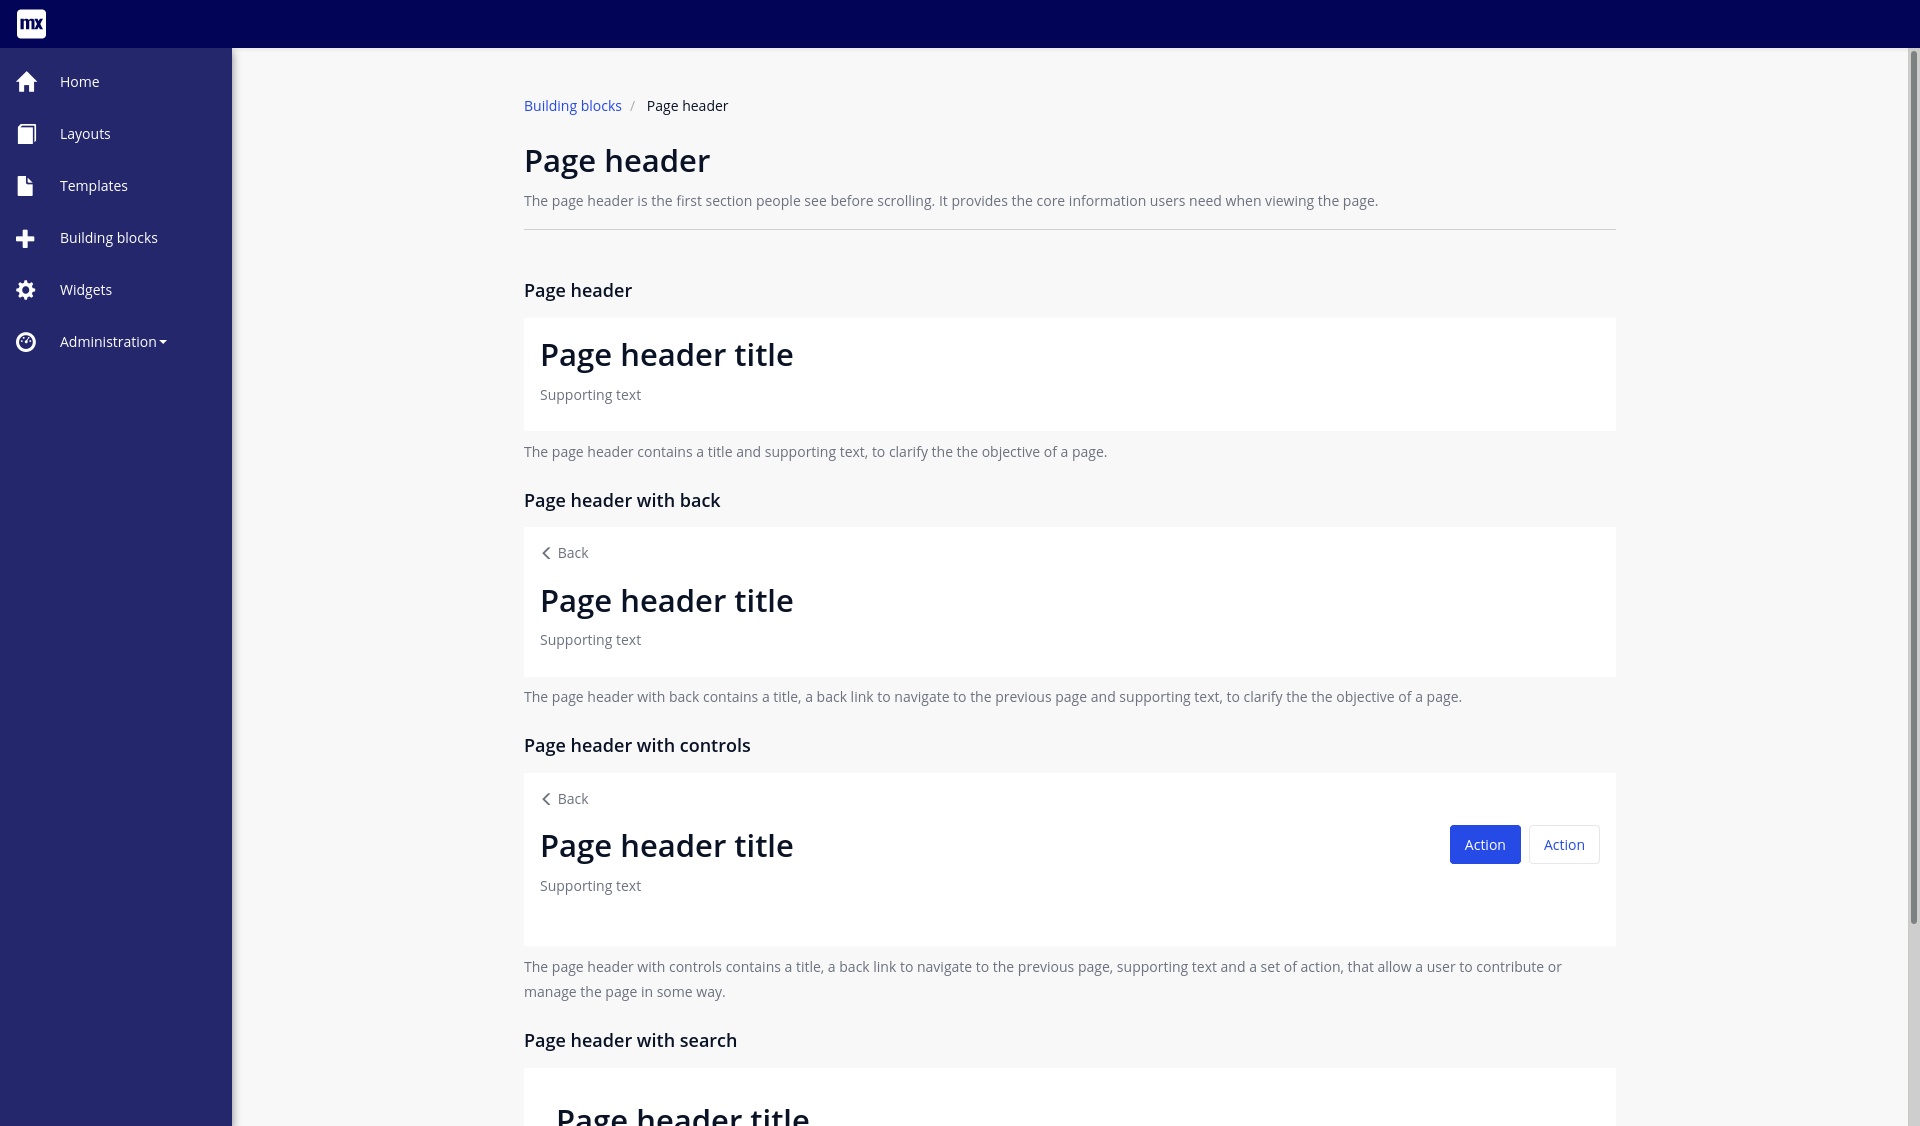 mx
Home
Layouts
Templates
Building blocks
Widgets
Administration
Building blocks / Page header
Page header
The page header is the first section people see before scrolling. It provides the core information users need when viewing the page.
Page header
Page header title
Supporting text
The page header contains a title and supporting text, to clarify the the objective of a page.
Page header with back
Back
Page header title
Supporting text
The page header with back contains a title, a back link to navigate to the previous page and supporting text, to clarify the the objective of a page.
Page header with controls
Back
Page header title
Action Action
Supporting text
The page header with controls contains a title, a back link to navigate to the previous page, supporting text and a set of action, that allow a user to contribute or
manage the page in some way.
Page header with search
Page header title